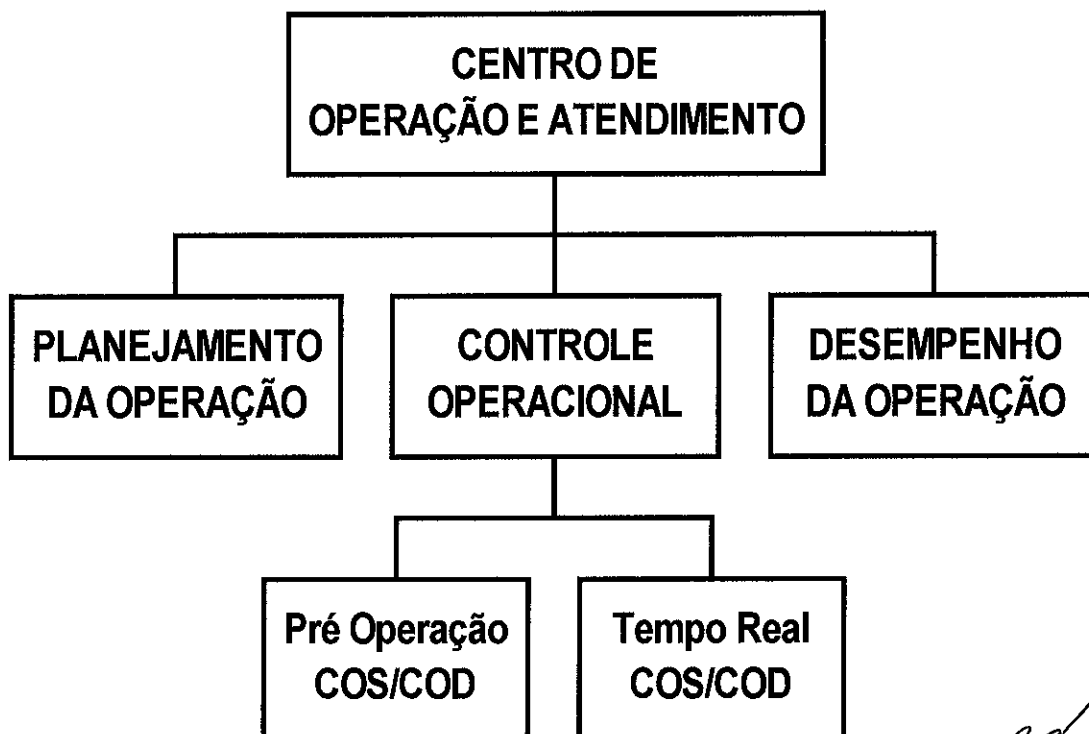 CENTRO DE
OPERAÇÃO E ATENDIMENTO
PLANEJAMENTO
DA OPERAÇÃO
CONTROLE
OPERACIONAL
DESEMPENHO
DA OPERAÇÃO
Pré Operação
COS/COD
Tempo Real
COS/COD